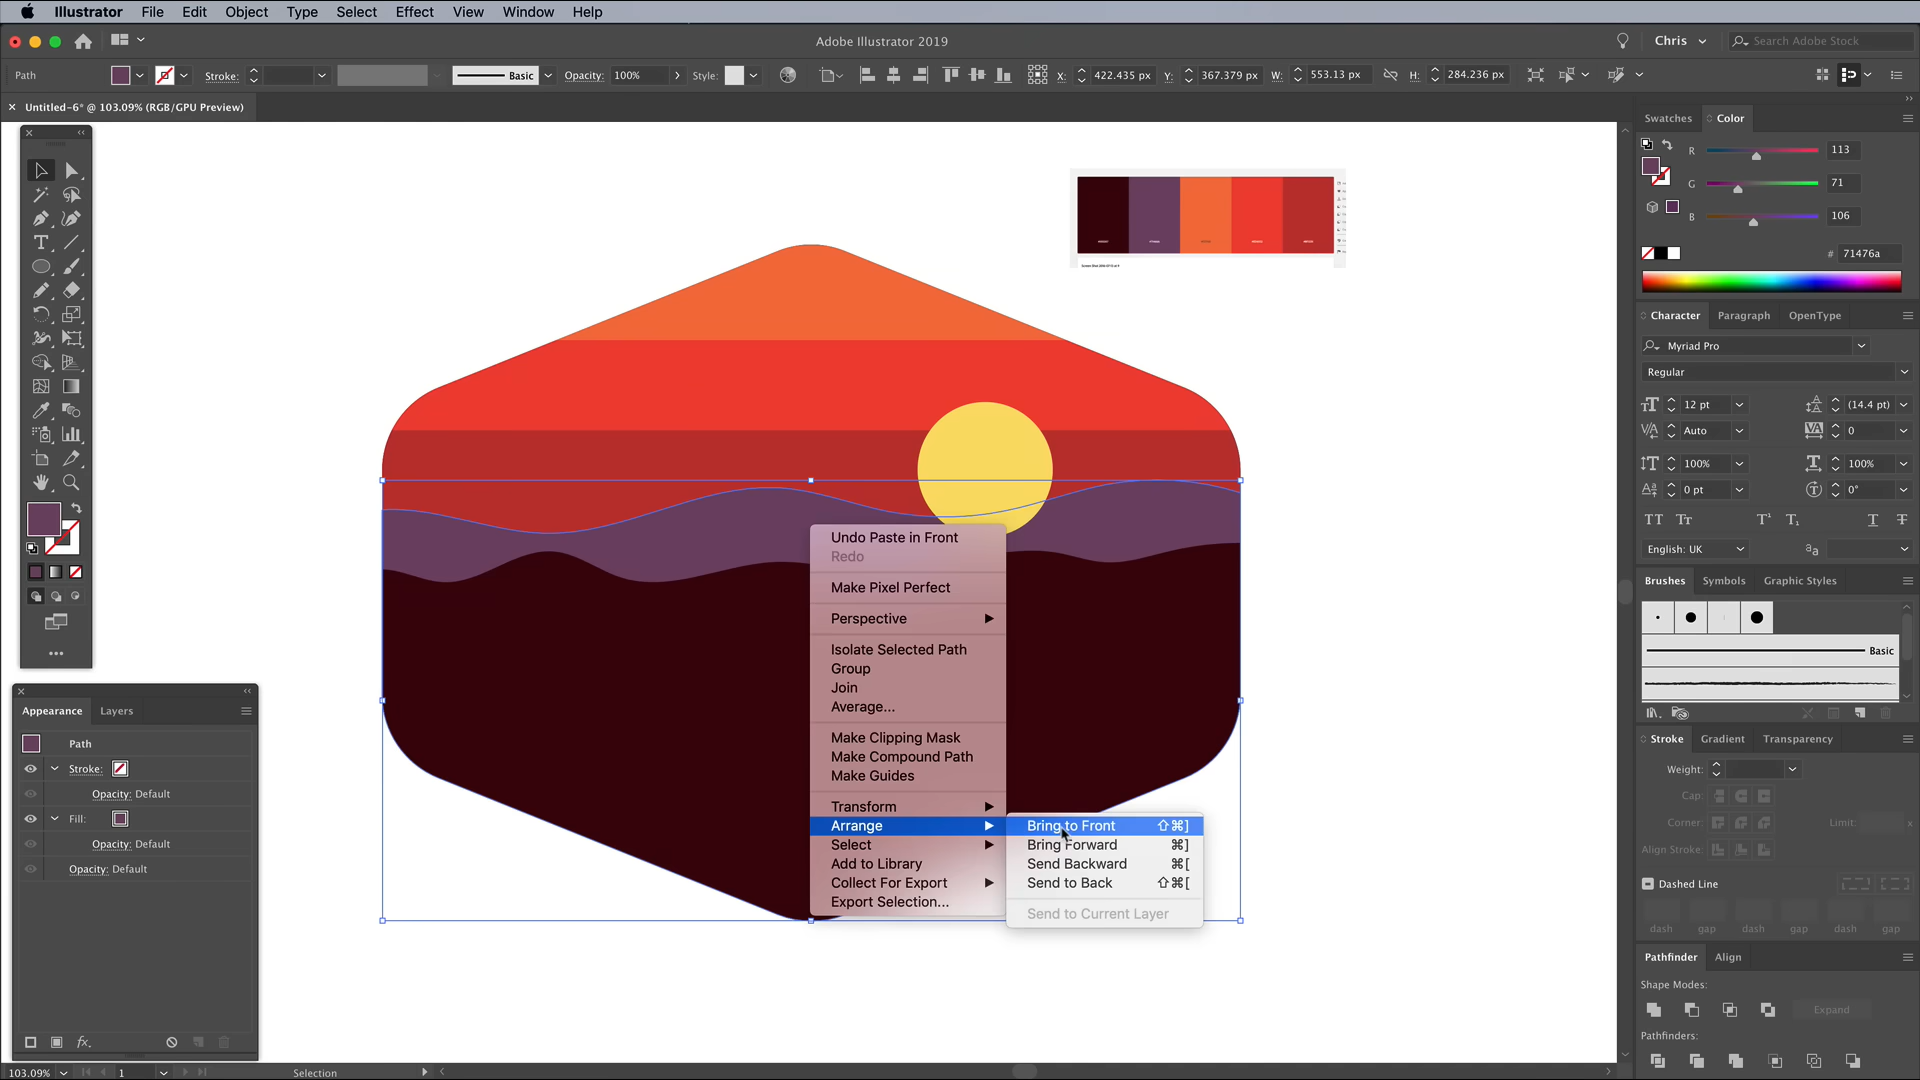 Illustrator File Edit Object Type Select Effect View Window Help
Adobe Illustrator 2019
Chris
Search Adobe Stock
Path
Stroke:
Basic
Opacity: 100%
Style:
X: 422.435 px
Y: 367.379 px
W: 553.13 px
H: 284.236 px
Untitled-6* @ 103.09% (RGB/GPU Preview)
Swatches Color
R 113
G 71
B 106
# 71476a
Character Paragraph OpenType
Myriad Pro
Regular
12 pt (14.4 pt)
Auto 0
100% 100%
0 pt 0°
English: UK
Brushes Symbols Graphic Styles
Basic
Stroke Gradient Transparency
Weight:
Cap:
Corner: Limit: x
Align Stroke:
Dashed Line
dash gap dash gap dash gap
Pathfinder Align
Shape Modes:
Expand
Pathfinders:
Undo Paste in Front
Redo
Make Pixel Perfect
Perspective
Isolate Selected Path
Group
Join
Average...
Make Clipping Mask
Make Compound Path
Make Guides
Transform
Arrange
Select
Add to Library
Collect For Export
Export Selection...
Bring to Front ⇧⌘]
Bring Forward ⌘]
Send Backward ⌘[
Send to Back ⇧⌘[
Send to Current Layer
Appearance Layers
Path
Stroke:
Opacity: Default
Fill:
Opacity: Default
Opacity: Default
fx.
103.09% 1 Selection